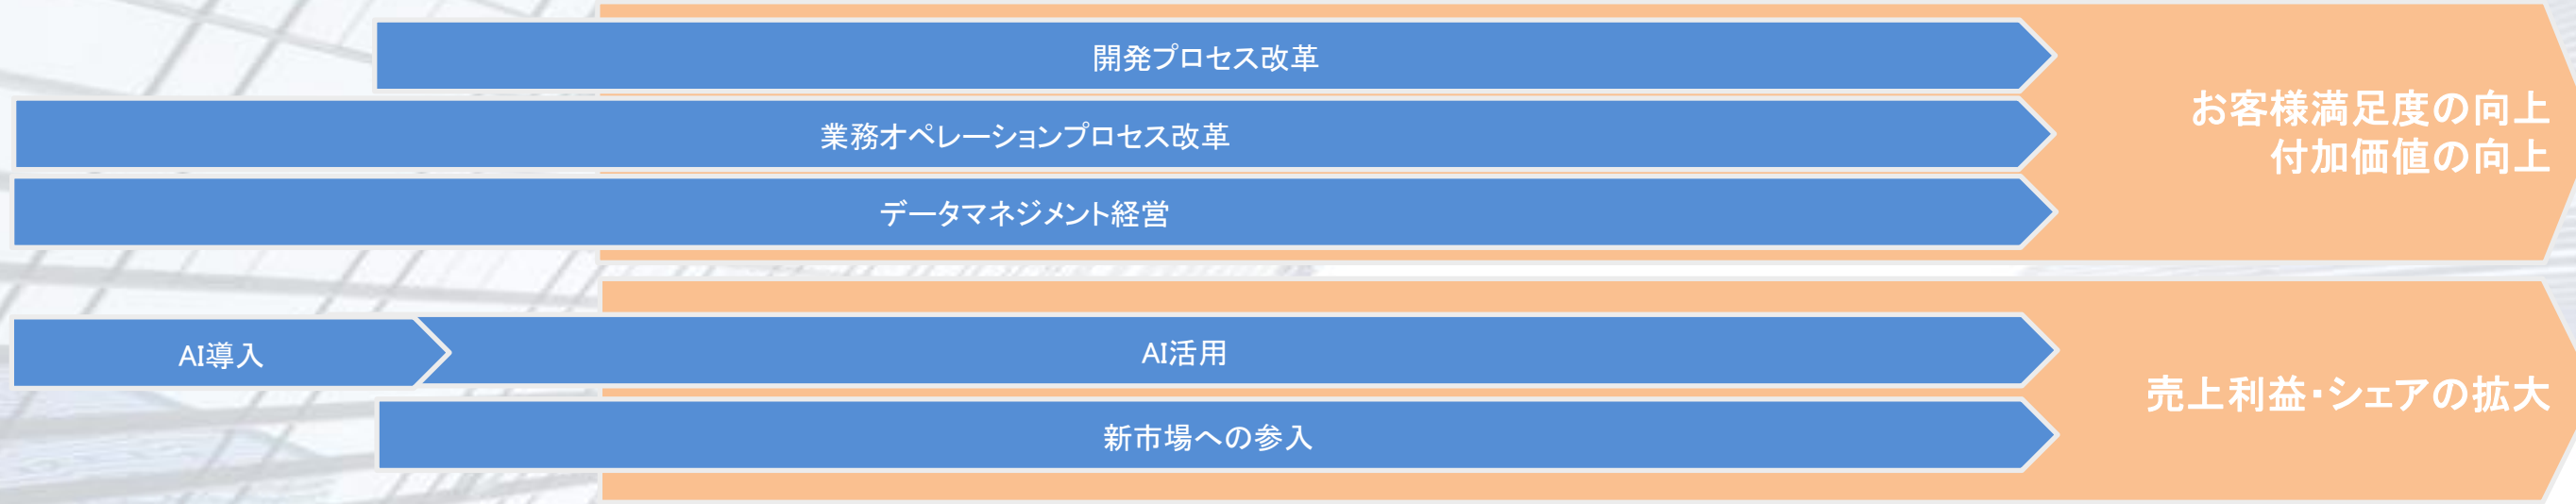 開発プロセス改革
業務オペレーションプロセス改革
データマネジメント経営
お客様満足度の向上
付加価値の向上
AI導入
AI活用
新市場への参入
売上利益・シェアの拡大